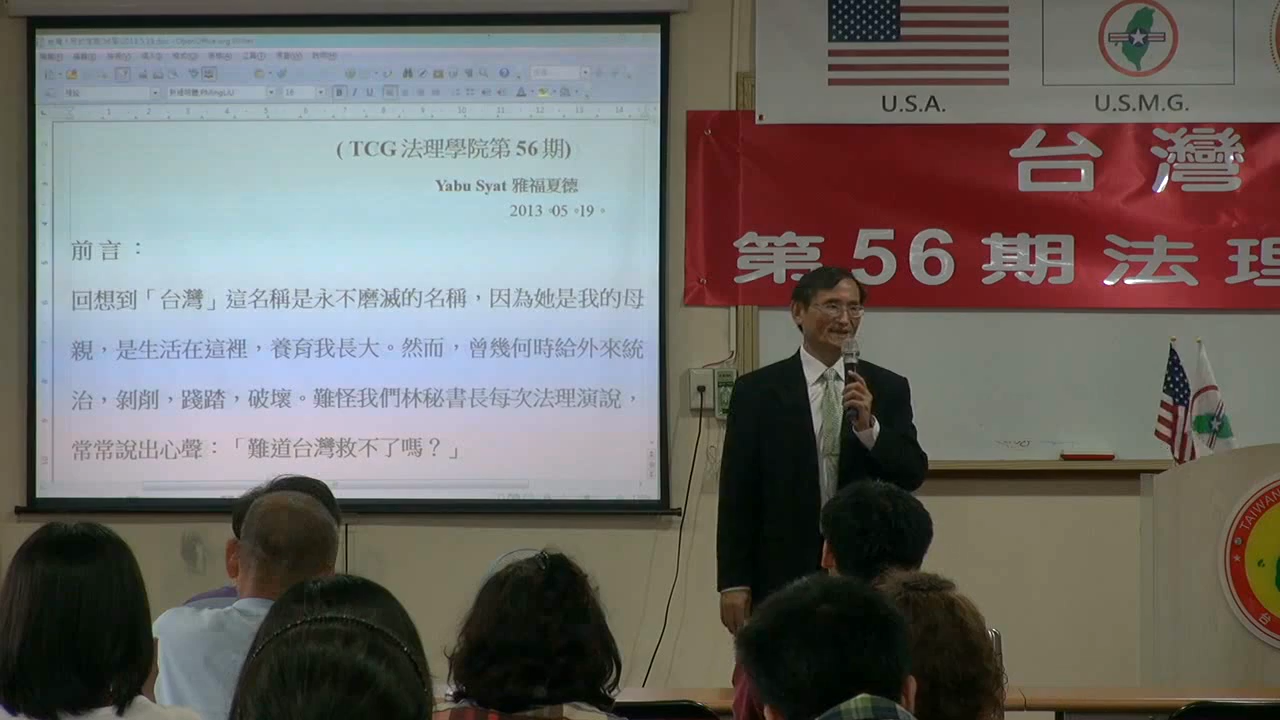 U.S.A.
U.S.M.G.
台灣
第56期法理
( TCG 法理學院第 56 期)
Yabu Syat 雅福夏德
2013 •05 •19。
前 言 ：
回想到「台灣」這名稱是永不磨滅的名稱，因為她是我的母
親，是生活在這裡，養育我長大。然而，曾幾何時給外來統
治，剝削，踐踏，破壞。難怪我們林秘書長每次法理演說，
常常說出心聲：「難道台灣救不了嗎？」
TAIWAN
台